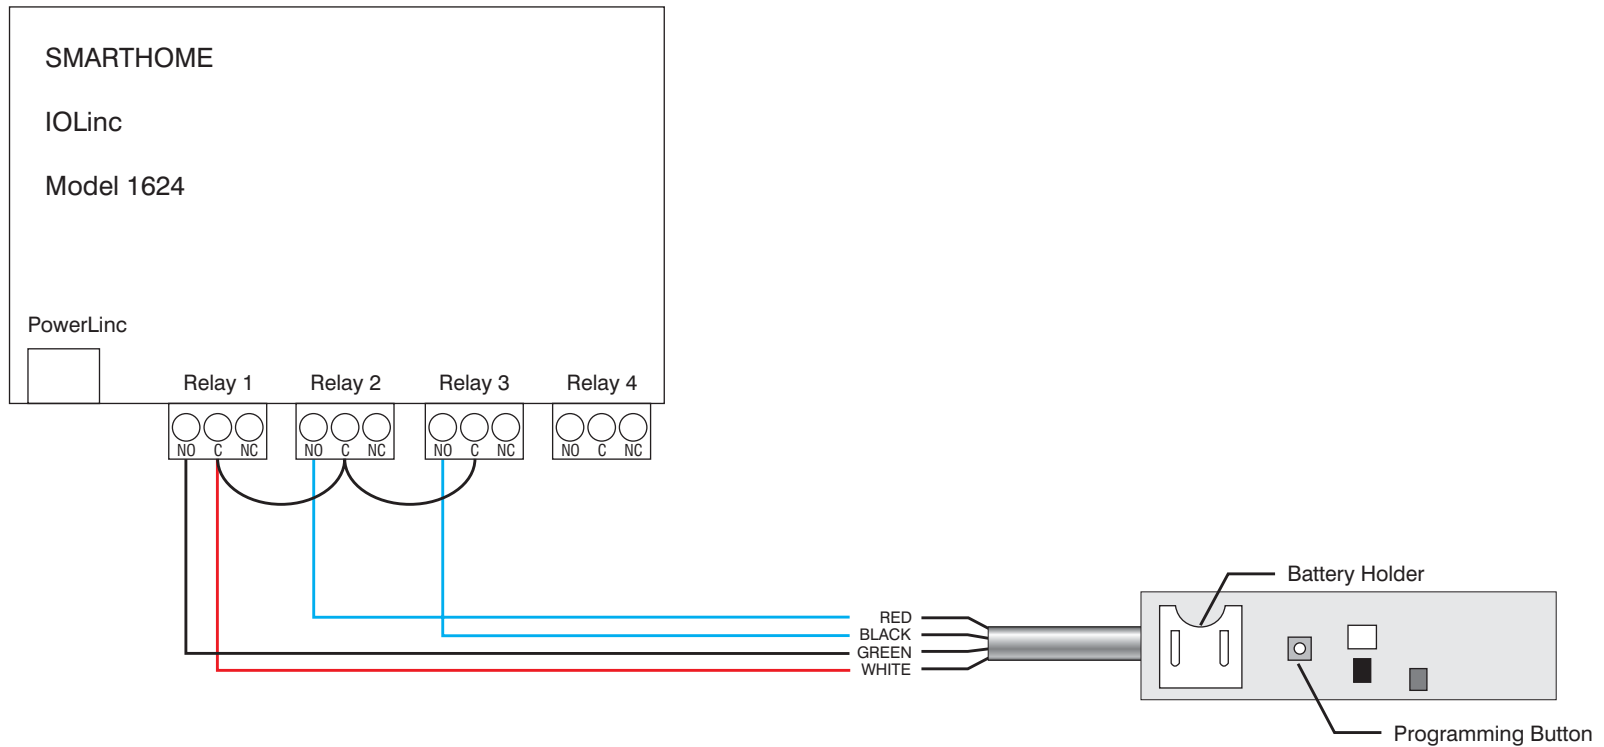 SMARTHOME
IOLinc
Model 1624
PowerLinc
Relay 1 Relay 2 Relay 3 Relay 4
NO C NC NO C NC NO C NC NO C NC
Battery Holder
RED
BLACK
GREEN
WHITE
Programming Button